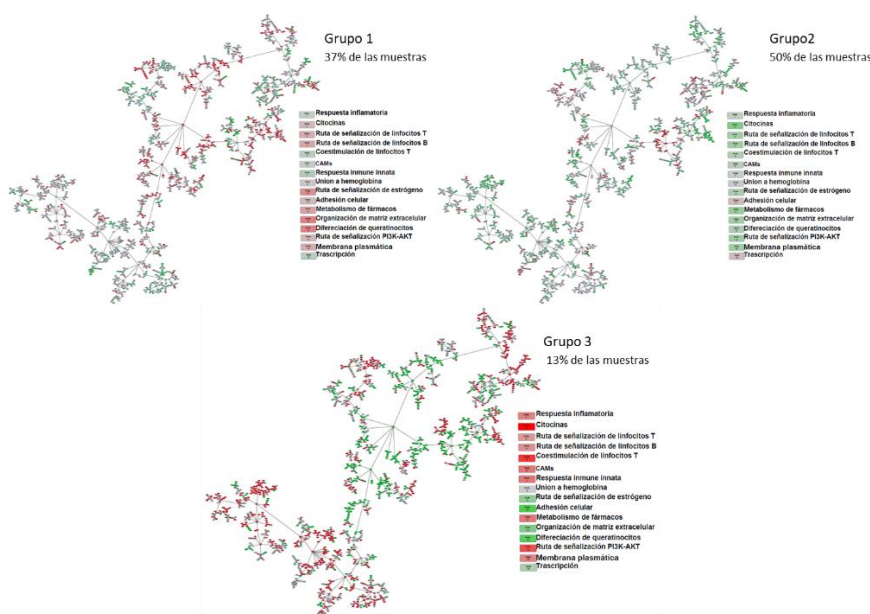 Grupo 1
37% de las muestras
Respuesta inflamatoria
Citocinas
Ruta de señalización de linfocitos T
Ruta de señalización de linfocitos B
Coestimulación de linfocitos T
CAMs
Respuesta inmune innata
Union a hemoglobina
Ruta de señalización de estrógeno
Adhesión celular
Metabolismo de fármacos
Organización de matriz extracelular
Difereciación de queratinocitos
Ruta de señalización PI3K-AKT
Membrana plasmática
Trascripción
Grupo2
50% de las muestras
Respuesta inflamatoria
Citocinas
Ruta de señalización de linfocitos T
Ruta de señalización de linfocitos B
Coestimulación de linfocitos T
CAMs
Respuesta inmune innata
Union a hemoglobina
Ruta de señalización de estrógeno
Adhesión celular
Metabolismo de fármacos
Organización de matriz extracelular
Difereciación de queratinocitos
Ruta de señalización PI3K-AKT
Membrana plasmática
Trascripción
Grupo 3
13% de las muestras
Respuesta inflamatoria
Citocinas
Ruta de señalización de linfocitos T
Ruta de señalización de linfocitos B
Coestimulación de linfocitos T
CAMs
Respuesta inmune innata
Union a hemoglobina
Ruta de señalización de estrógeno
Adhesión celular
Metabolismo de fármacos
Organización de matriz extracelular
Difereciación de queratinocitos
Ruta de señalización PI3K-AKT
Membrana plasmática
Trascripción